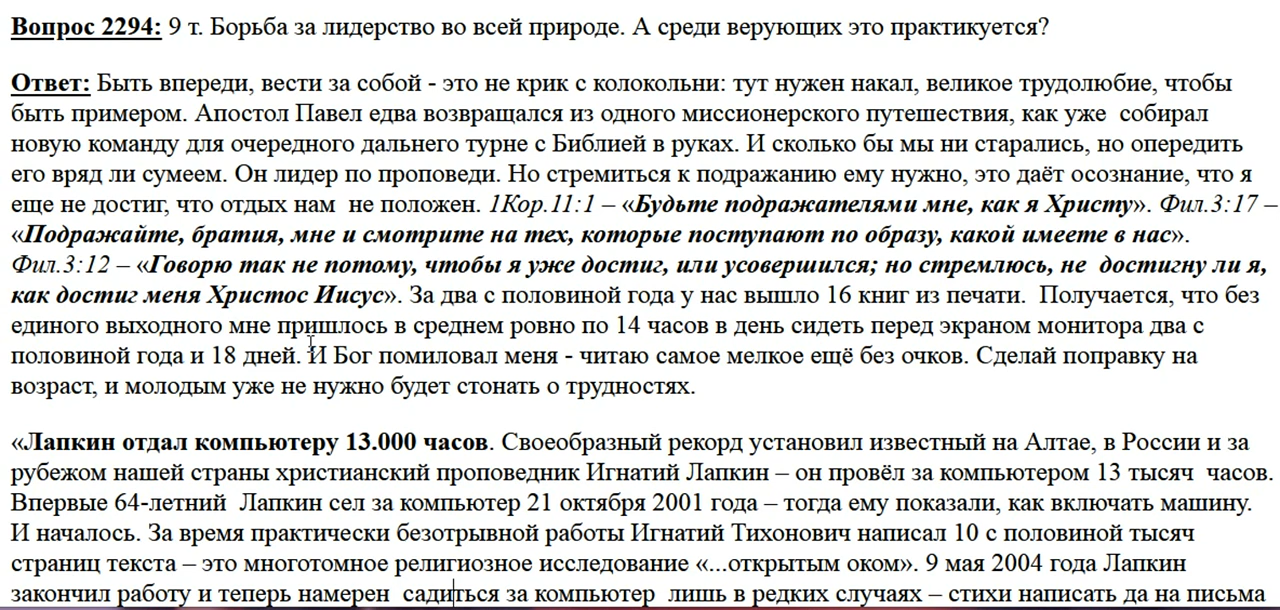 Вопрос 2294: 9 т. Борьба за лидерство во всей природе. А среди верующих это практикуется?
Ответ: Быть впереди, вести за собой - это не крик с колокольни: тут нужен накал, великое трудолюбие, чтобы
быть примером. Апостол Павел едва возвращался из одного миссионерского путешествия, как уже собирал
новую команду для очередного дальнего турне с Библией в руках. И сколько бы мы ни старались, но опередить
его вряд ли сумеем. Он лидер по проповеди. Но стремиться к подражанию ему нужно, это даёт осознание, что я
еще не достиг, что отдых нам не положен. 1Кор.11:1 – «Будьте подражателями мне, как я Христу». Фил.3:17 –
«Подражайте, братия, мне и смотрите на тех, которые поступают по образу, какой имеете в нас».
Фил.3:12 – «Говорю так не потому, чтобы я уже достиг, или усовершился; но стремлюсь, не достигну ли я,
как достиг меня Христос Иисус». За два с половиной года у нас вышло 16 книг из печати. Получается, что без
единого выходного мне пришлось в среднем ровно по 14 часов в день сидеть перед экраном монитора два с
половиной года и 18 дней. И Бог помиловал меня - читаю самое мелкое ещё без очков. Сделай поправку на
возраст, и молодым уже не нужно будет стонать о трудностях.
«Лапкин отдал компьютеру 13.000 часов. Своеобразный рекорд установил известный на Алтае, в России и за
рубежом нашей страны христианский проповедник Игнатий Лапкин – он провёл за компьютером 13 тысяч часов.
Впервые 64-летний Лапкин сел за компьютер 21 октября 2001 года – тогда ему показали, как включать машину.
И началось. За время практически безотрывной работы Игнатий Тихонович написал 10 с половиной тысяч
страниц текста – это многотомное религиозное исследование «...открытым оком». 9 мая 2004 года Лапкин
закончил работу и теперь намерен садиться за компьютер лишь в редких случаях – стихи написать да на письма